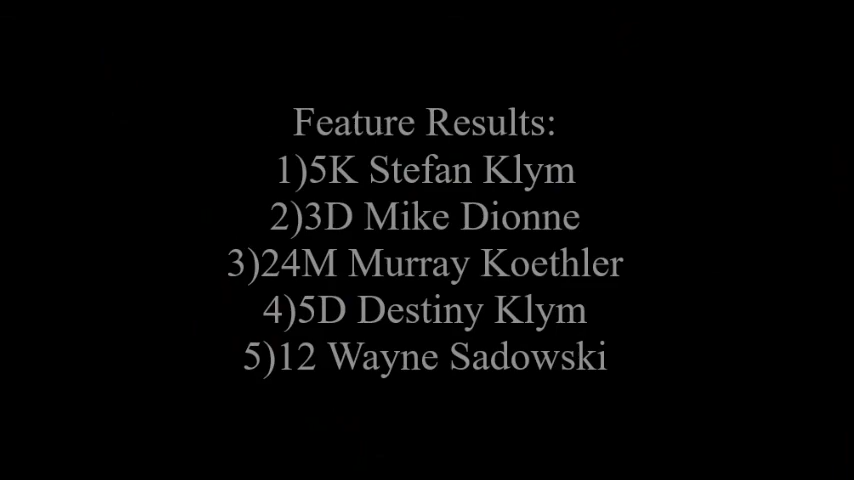 Feature Results:
1)5K Stefan Klym
2)3D Mike Dionne
3)24M Murray Koethler
4)5D Destiny Klym
5)12 Wayne Sadowski